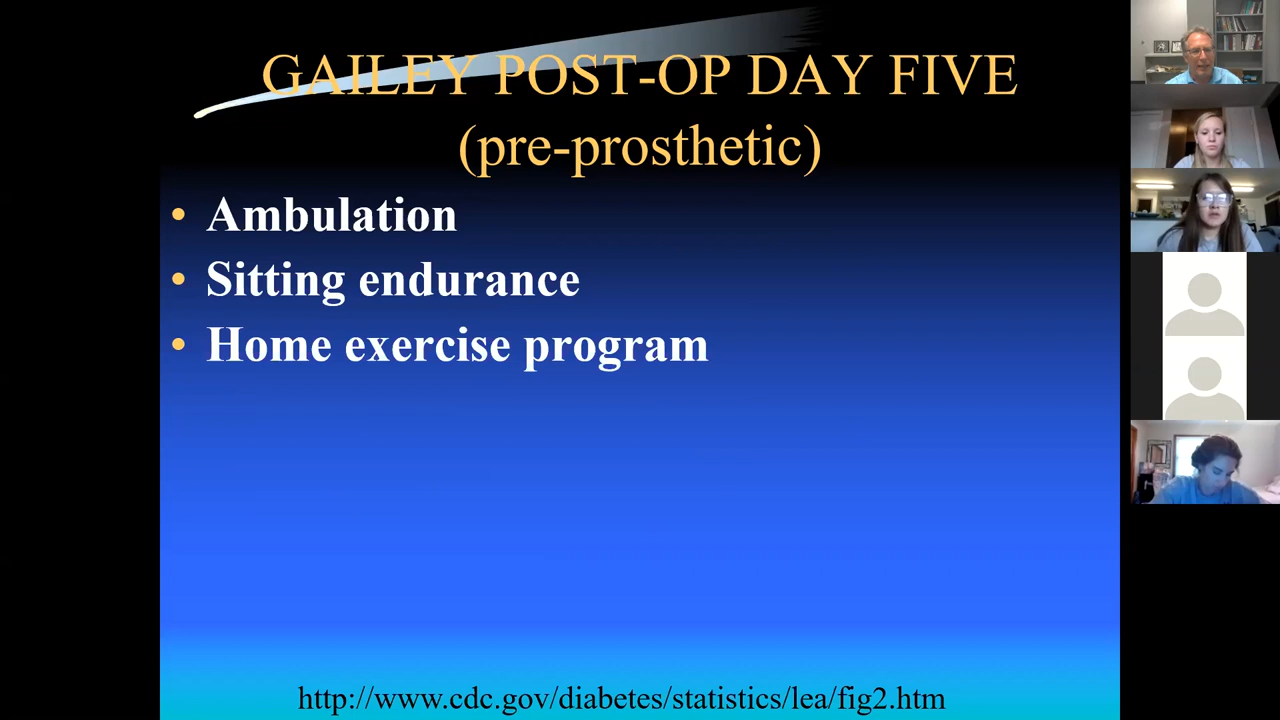 GAILEY POST-OP DAY FIVE
(pre-prosthetic)
• Ambulation
• Sitting endurance
• Home exercise program
http://www.cdc.gov/diabetes/statistics/lea/fig2.htm